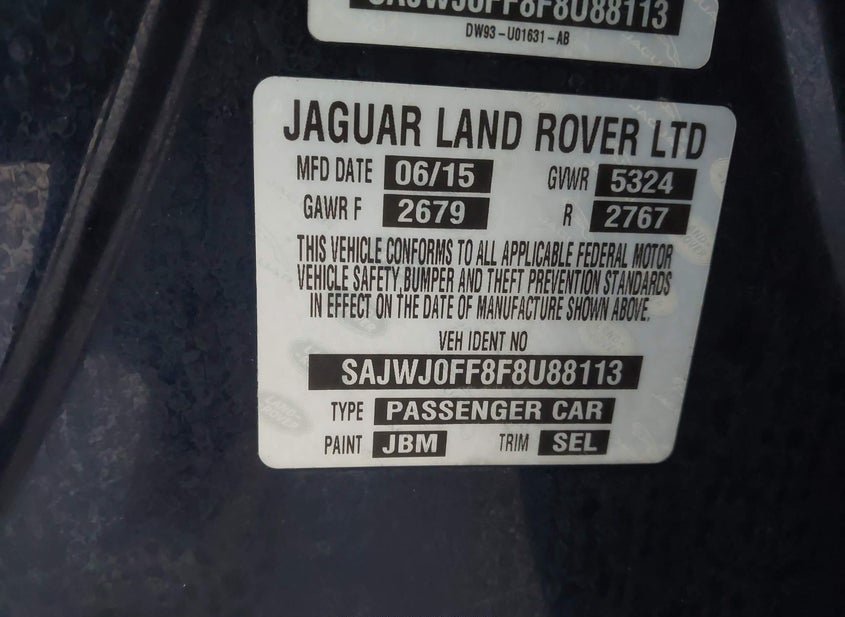 SAJWJ0FF8F8U88113
DW93-U01631-AB
JAGUAR LAND ROVER LTD
MFD DATE 06/15 GVWR 5324
GAWR F 2679 R 2767
THIS VEHICLE CONFORMS TO ALL APPLICABLE FEDERAL MOTOR
VEHICLE SAFETY,BUMPER AND THEFT PREVENTION STANDARDS
IN EFFECT ON THE DATE OF MANUFACTURE SHOWN ABOVE.
VEH IDENT NO
SAJWJ0FF8F8U88113
TYPE PASSENGER CAR
PAINT JBM TRIM SEL